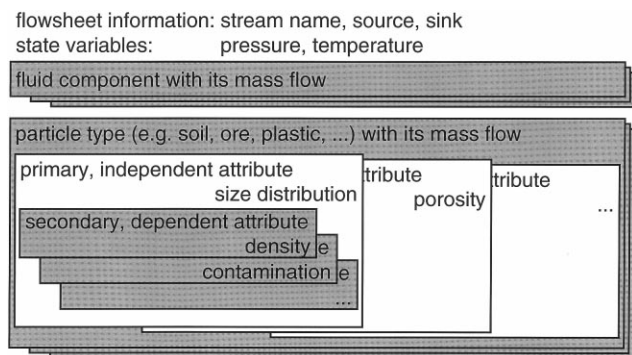 flowsheet information: stream name, source, sink
state variables: pressure, temperature
fluid component with its mass flow
particle type (e.g. soil, ore, plastic, ...) with its mass flow
primary, independent attribute
tribute
tribute
size distribution
porosity
...
secondary, dependent attribute
density
e
contamination
e
...